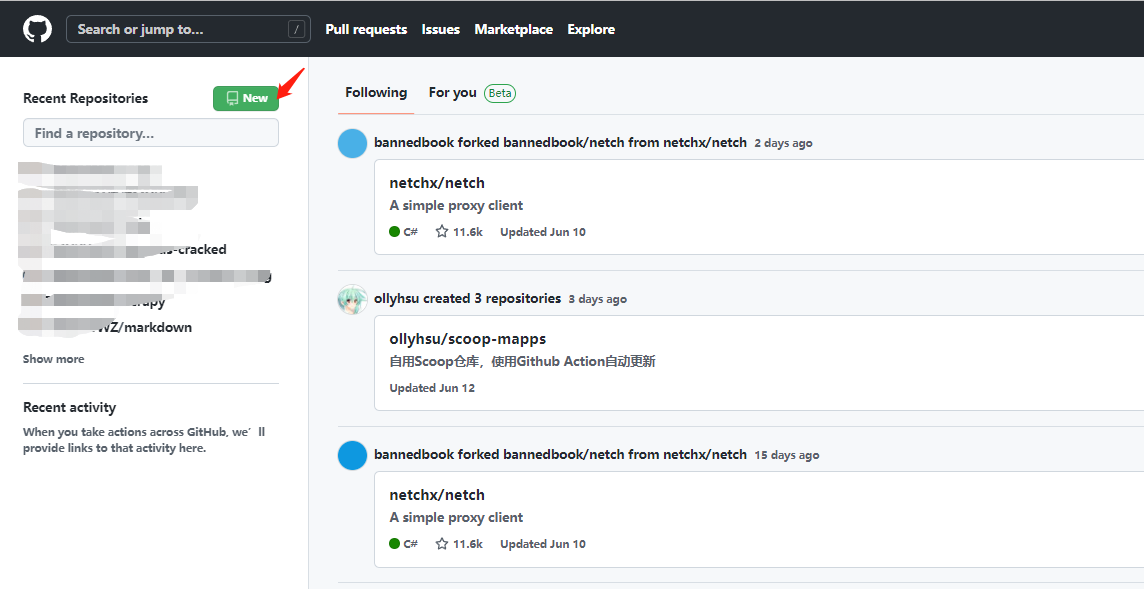 Search or jump to...
/
Pull requests
Issues
Marketplace
Explore
Recent Repositories
New
Find a repository...
-cracked
WZ/markdown
Show more
Recent activity
When you take actions across GitHub, we’ll
provide links to that activity here.
Following
For you
Beta
bannedbook forked bannedbook/netch from netchx/netch 2 days ago
netchx/netch
A simple proxy client
C# 11.6k Updated Jun 10
ollyhsu created 3 repositories 3 days ago
ollyhsu/scoop-mapps
自用Scoop仓库，使用Github Action自动更新
Updated Jun 12
bannedbook forked bannedbook/netch from netchx/netch 15 days ago
netchx/netch
A simple proxy client
C# 11.6k Updated Jun 10